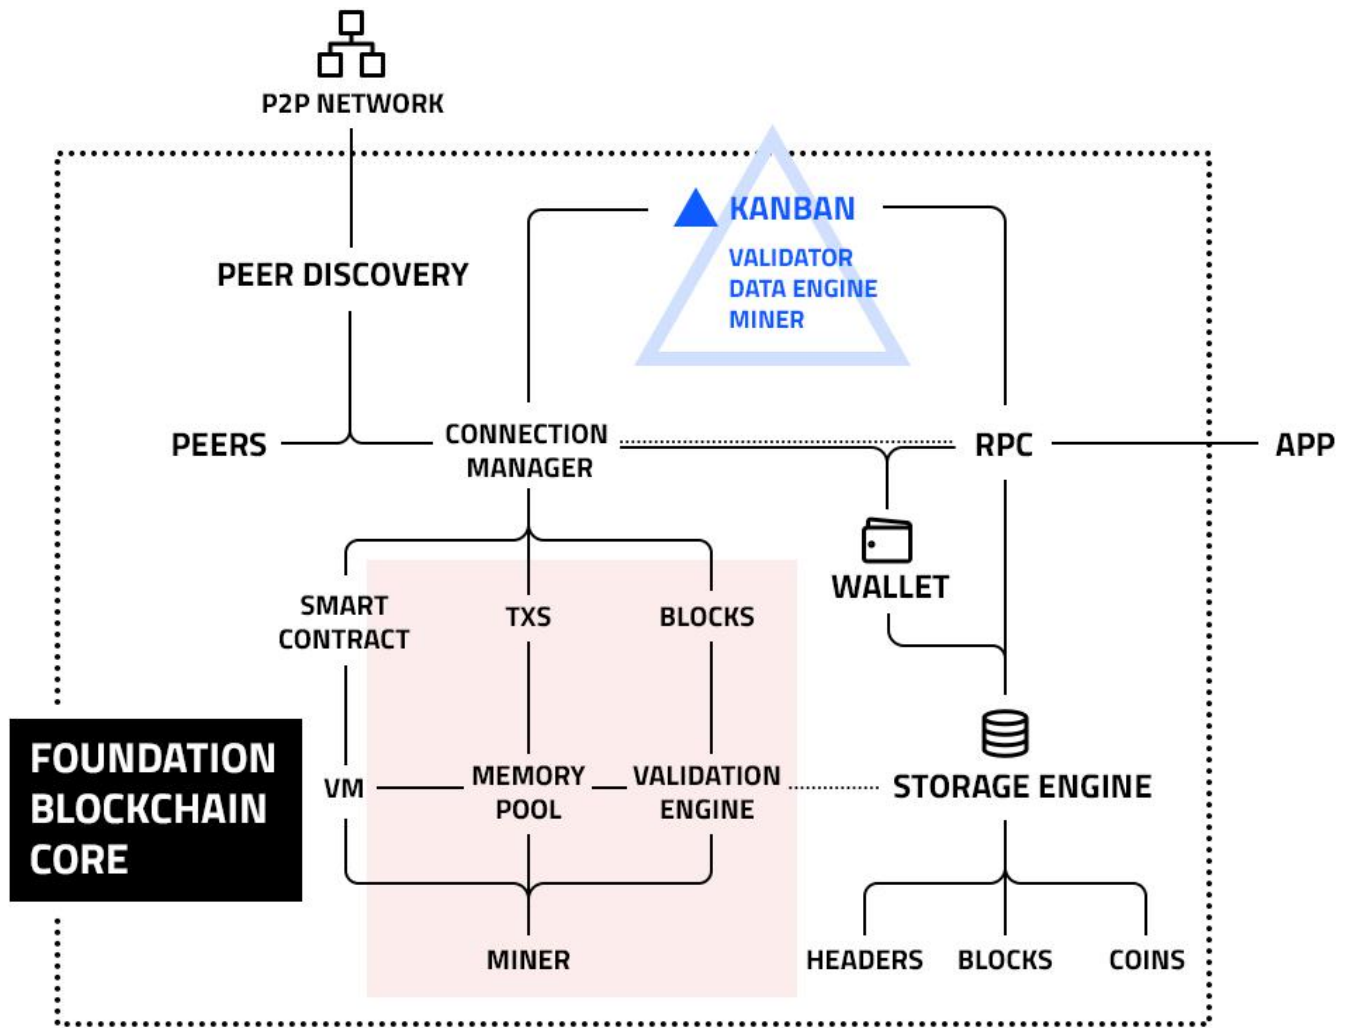 P2P NETWORK
KANBAN
VALIDATOR
DATA ENGINE
MINER
PEER DISCOVERY
PEERS
CONNECTION
MANAGER
RPC
APP
WALLET
SMART
CONTRACT
TXS
BLOCKS
FOUNDATION
BLOCKCHAIN
CORE
VM
MEMORY
POOL
VALIDATION
ENGINE
STORAGE ENGINE
MINER
HEADERS
BLOCKS
COINS